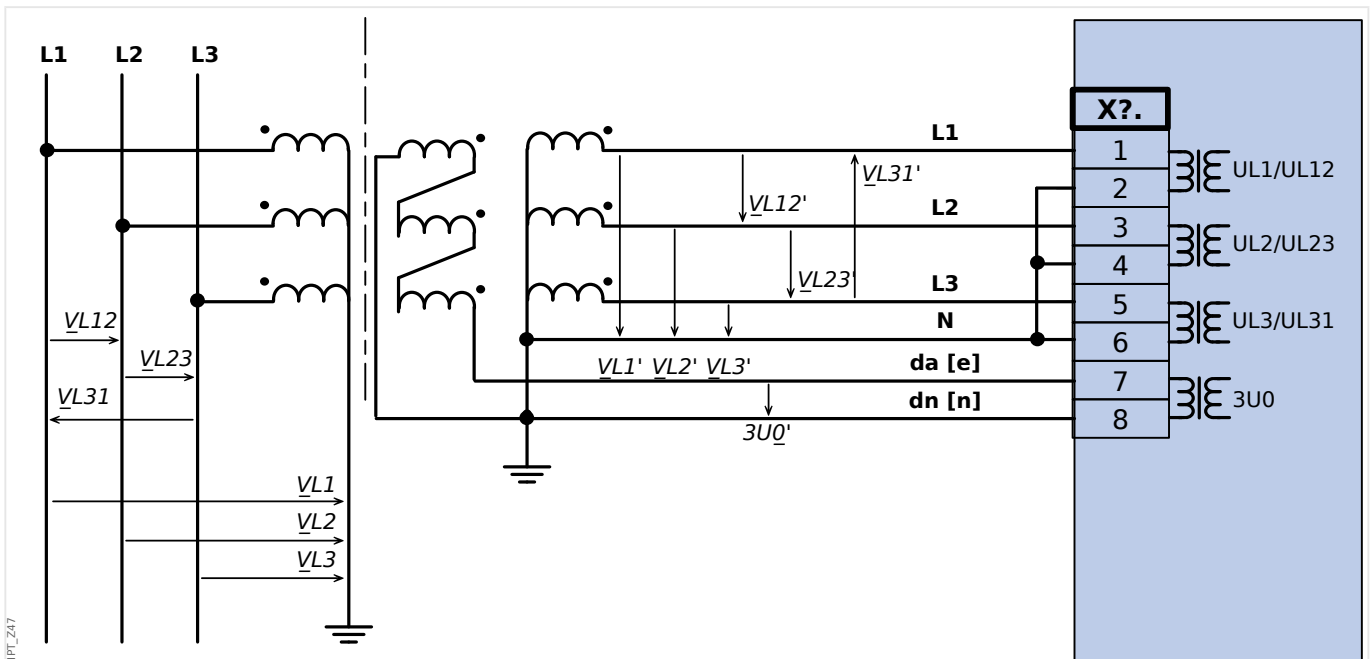 L1 L2 L3
X?.
L1
1
UL1/UL12
VL31'
2
VL12'
L2
3
UL2/UL23
4
VL23'
L3
5
UL3/UL31
VL12
N
6
VL23
VL1' VL2' VL3'
da [e]
7
VL31
dn [n]
3U0
8
3U0'
VL1
VL2
VL3
IPT_Z47